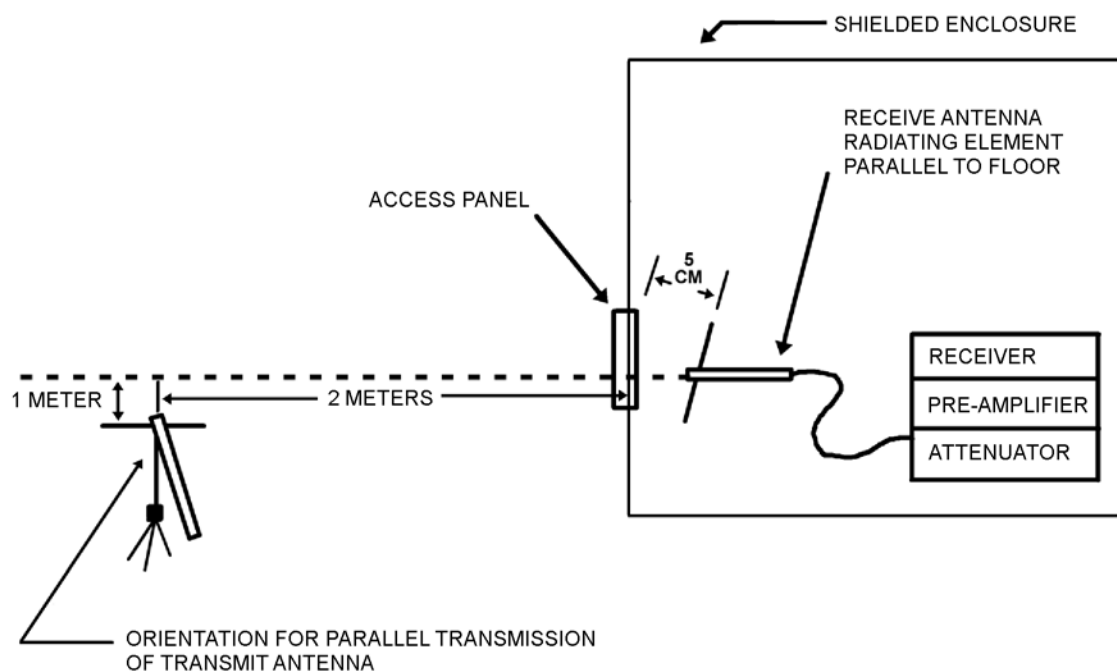 SHIELDED ENCLOSURE
RECEIVE ANTENNA
RADIATING ELEMENT
PARALLEL TO FLOOR
ACCESS PANEL
5
CM
1 METER
2 METERS
RECEIVER
PRE-AMPLIFIER
ATTENUATOR
ORIENTATION FOR PARALLEL TRANSMISSION
OF TRANSMIT ANTENNA